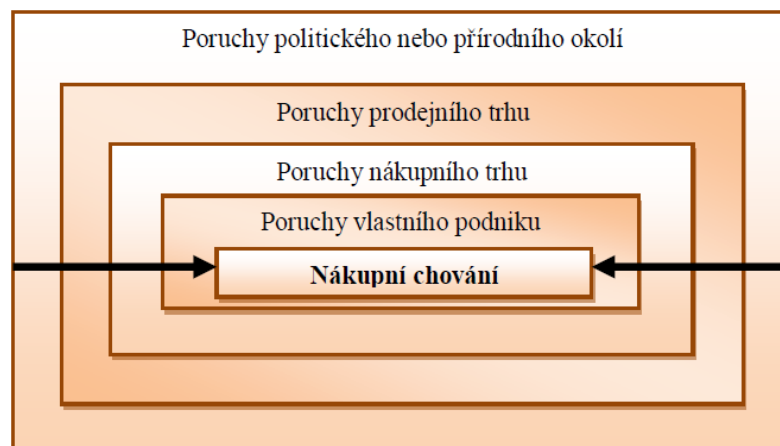 Poruchy politického nebo přírodního okolí
Poruchy prodejního trhu
Poruchy nákupního trhu
Poruchy vlastního podniku
Nákupní chování